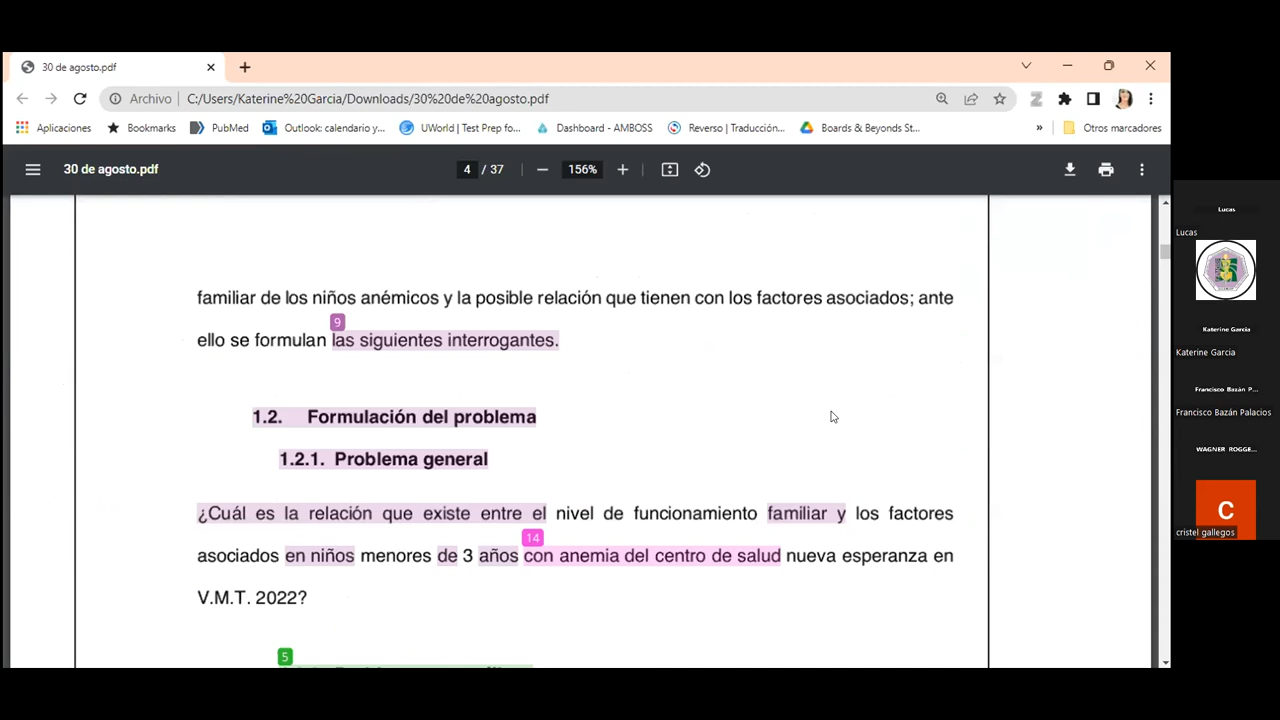 30 de agosto.pdf
Archivo C:/Users/Katerine%20Garcia/Downloads/30%20de%20agosto.pdf
Aplicaciones Bookmarks PubMed Outlook: calendario y... UWorld | Test Prep fo... Dashboard - AMBOSS Reverso | Traducción,... Boards & Beyonds St... » Otros marcadores
30 de agosto.pdf 4 / 37 156%
familiar de los niños anémicos y la posible relación que tienen con los factores asociados; ante
9
ello se formulan las siguientes interrogantes.
1.2. Formulación del problema
1.2.1. Problema general
¿Cuál es la relación que existe entre el nivel de funcionamiento familiar y los factores
14
asociados en niños menores de 3 años con anemia del centro de salud nueva esperanza en
V.M.T. 2022?
5
Lucas
Lucas
Katerine Garcia
Katerine Garcia
Francisco Bazán P...
Francisco Bazán Palacios
WAGNER ROGGE...
C
cristel gallegos